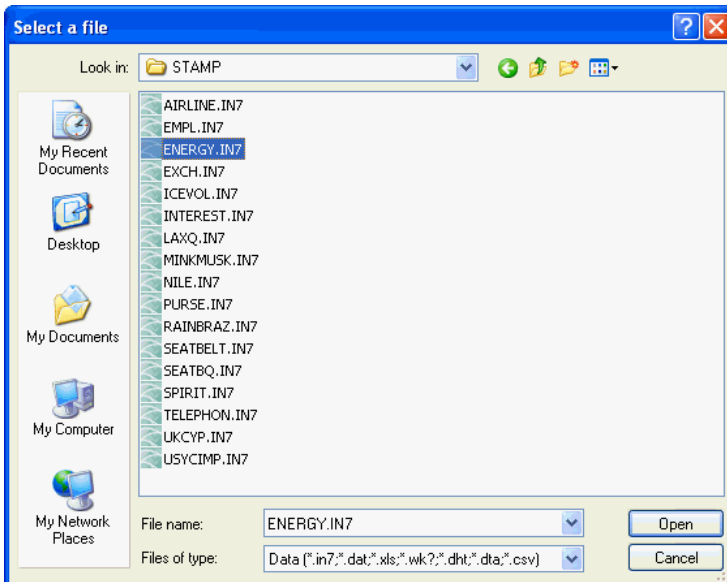 Select a file
Look in: STAMP
My Recent
Documents
Desktop
My Documents
My Computer
My Network
Places
AIRLINE.IN7
EMPL.IN7
ENERGY.IN7
EXCH.IN7
ICEVOL.IN7
INTEREST.IN7
LAXQ.IN7
MINKMUSK.IN7
NILE.IN7
PURSE.IN7
RAINBRAZ.IN7
SEATBELT.IN7
SEATBQ.IN7
SPIRIT.IN7
TELEPHON.IN7
UKCYP.IN7
USYCIMP.IN7
File name: ENERGY.IN7 Open
Files of type: Data (*.in7;*.dat;*.xls;*.wk?;*.dht;*.dta;*.csv) Cancel